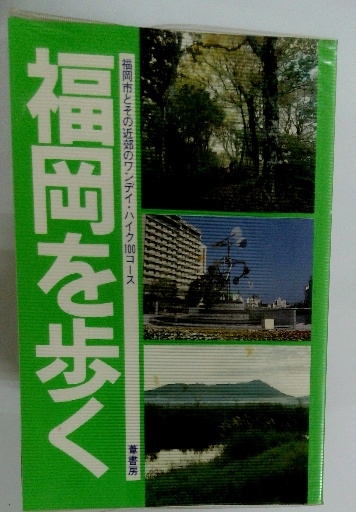 福岡を歩く
福岡市とその近郊のワンデイ・ハイク100コース
葦書房